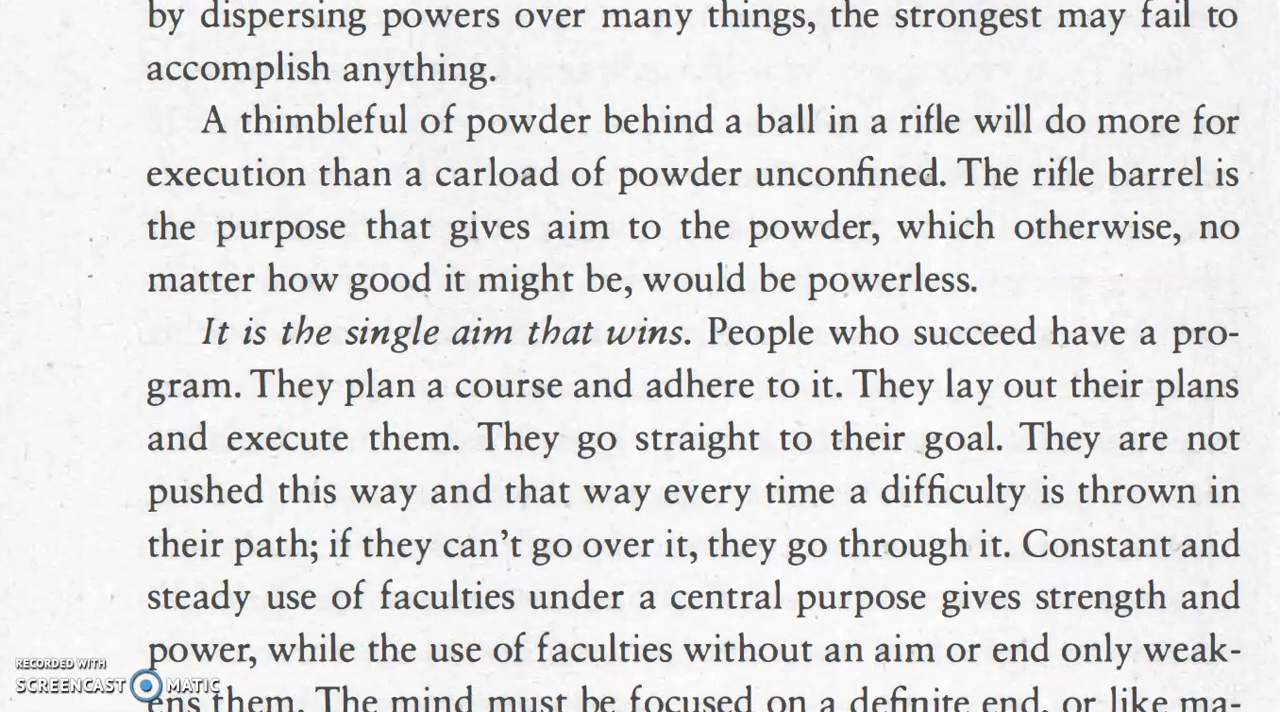 by dispersing powers over many things, the strongest may fail to
accomplish anything.
A thimbleful of powder behind a ball in a rifle will do more for
execution than a carload of powder unconfined. The rifle barrel is
the purpose that gives aim to the powder, which otherwise, no
matter how good it might be, would be powerless.
It is the single aim that wins. People who succeed have a pro-
gram. They plan a course and adhere to it. They lay out their plans
and execute them. They go straight to their goal. They are not
pushed this way and that way every time a difficulty is thrown in
their path; if they can't go over it, they go through it. Constant and
steady use of faculties under a central purpose gives strength and
power, while the use of faculties without an aim or end only weak-
ens them. The mind must be focused on a definite end, or like ma-
RECORDED WITH
SCREENCAST MATIC